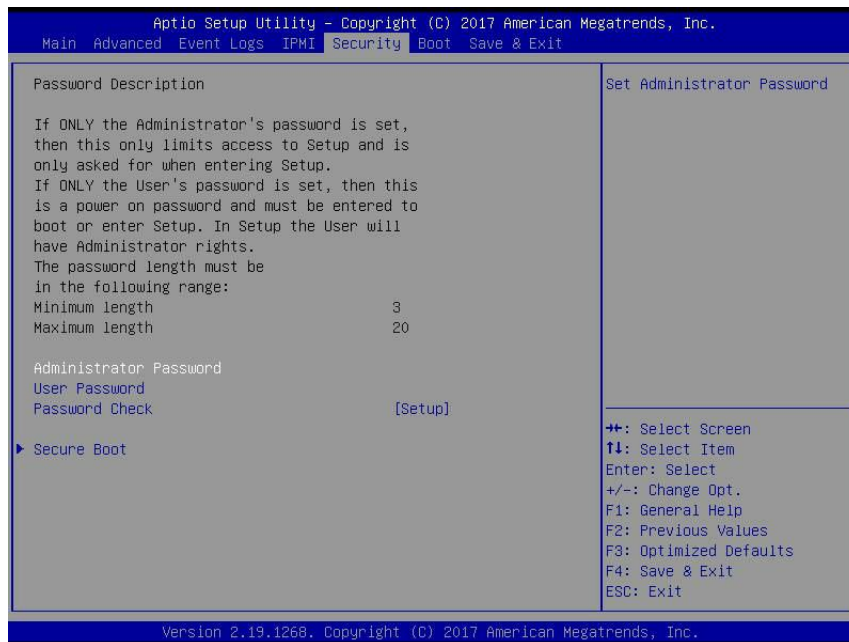 Aptio Setup Utility – Copyright (C) 2017 American Megatrends, Inc.
Main Advanced Event Logs IPMI Security Boot Save & Exit
Password Description
If ONLY the Administrator's password is set,
then this only limits access to Setup and is
only asked for when entering Setup.
If ONLY the User's password is set, then this
is a power on password and must be entered to
boot or enter Setup. In Setup the User will
have Administrator rights.
The password length must be
in the following range:
Minimum length 3
Maximum length 20
Administrator Password
User Password
Password Check [Setup]
Secure Boot
Set Administrator Password
→←: Select Screen
↑↓: Select Item
Enter: Select
+/-: Change Opt.
F1: General Help
F2: Previous Values
F3: Optimized Defaults
F4: Save & Exit
ESC: Exit
Version 2.19.1268. Copyright (C) 2017 American Megatrends, Inc.